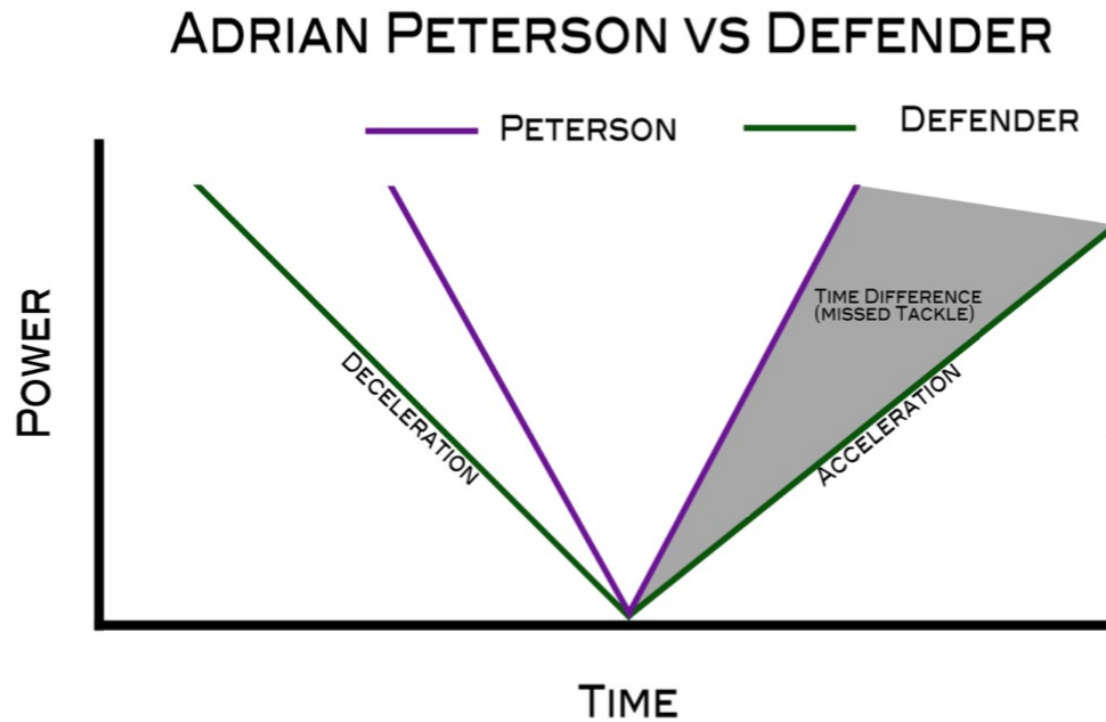 ADRIAN PETERSON VS DEFENDER
PETERSON
DEFENDER
POWER
DECELERATION
TIME DIFFERENCE
(MISSED TACKLE)
ACCELERATION
TIME